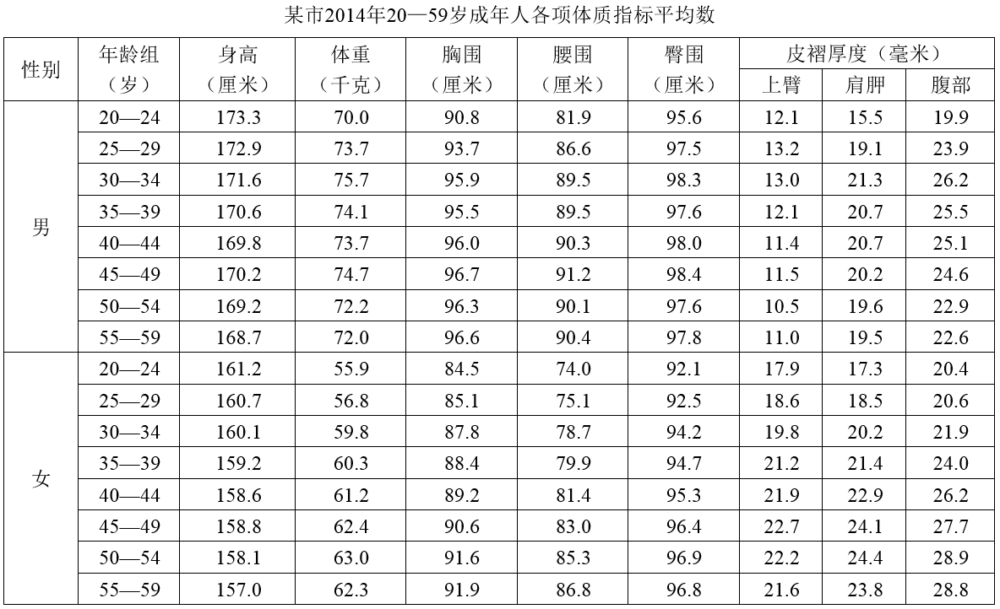 某市2014年20—59岁成年人各项体质指标平均数
性别 年龄组（岁） 身高（厘米） 体重（千克） 胸围（厘米） 腰围（厘米） 臀围（厘米） 皮褶厚度（毫米）
上臂 肩胛 腹部
男
20—24 173.3 70.0 90.8 81.9 95.6 12.1 15.5 19.9
25—29 172.9 73.7 93.7 86.6 97.5 13.2 19.1 23.9
30—34 171.6 75.7 95.9 89.5 98.3 13.0 21.3 26.2
35—39 170.6 74.1 95.5 89.5 97.6 12.1 20.7 25.5
40—44 169.8 73.7 96.0 90.3 98.0 11.4 20.7 25.1
45—49 170.2 74.7 96.7 91.2 98.4 11.5 20.2 24.6
50—54 169.2 72.2 96.3 90.1 97.6 10.5 19.6 22.9
55—59 168.7 72.0 96.6 90.4 97.8 11.0 19.5 22.6
女
20—24 161.2 55.9 84.5 74.0 92.1 17.9 17.3 20.4
25—29 160.7 56.8 85.1 75.1 92.5 18.6 18.5 20.6
30—34 160.1 59.8 87.8 78.7 94.2 19.8 20.2 21.9
35—39 159.2 60.3 88.4 79.9 94.7 21.2 21.4 24.0
40—44 158.6 61.2 89.2 81.4 95.3 21.9 22.9 26.2
45—49 158.8 62.4 90.6 83.0 96.4 22.7 24.1 27.7
50—54 158.1 63.0 91.6 85.3 96.9 22.2 24.4 28.9
55—59 157.0 62.3 91.9 86.8 96.8 21.6 23.8 28.8